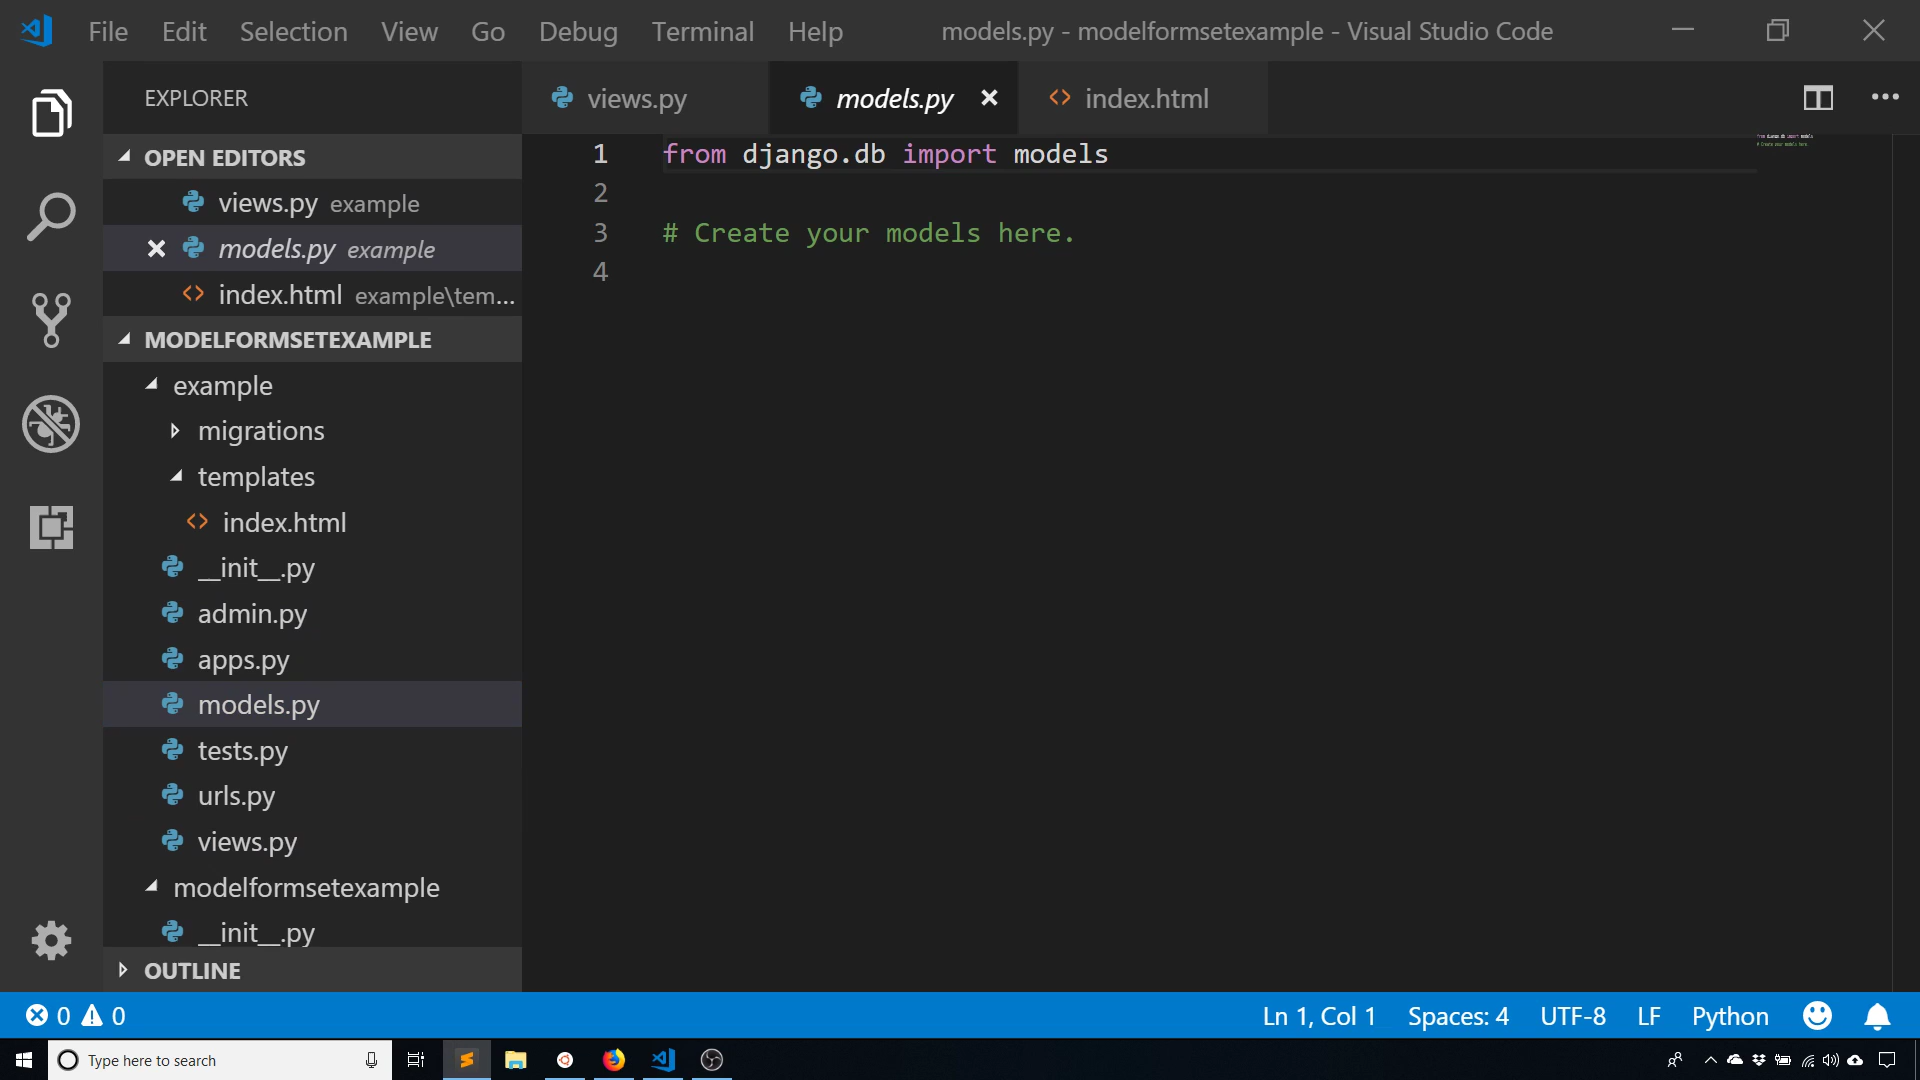 File Edit Selection View Go Debug Terminal Help models.py - modelformsetexample - Visual Studio Code
EXPLORER
OPEN EDITORS
views.py example
models.py example
index.html example\tem...
MODELFORMSETEXAMPLE
example
migrations
templates
index.html
__init__.py
admin.py
apps.py
models.py
tests.py
urls.py
views.py
modelformsetexample
__init__.py
OUTLINE
views.py models.py index.html
1 from django.db import models
2
3 # Create your models here.
4
0 0 Ln 1, Col 1 Spaces: 4 UTF-8 LF Python
Type here to search